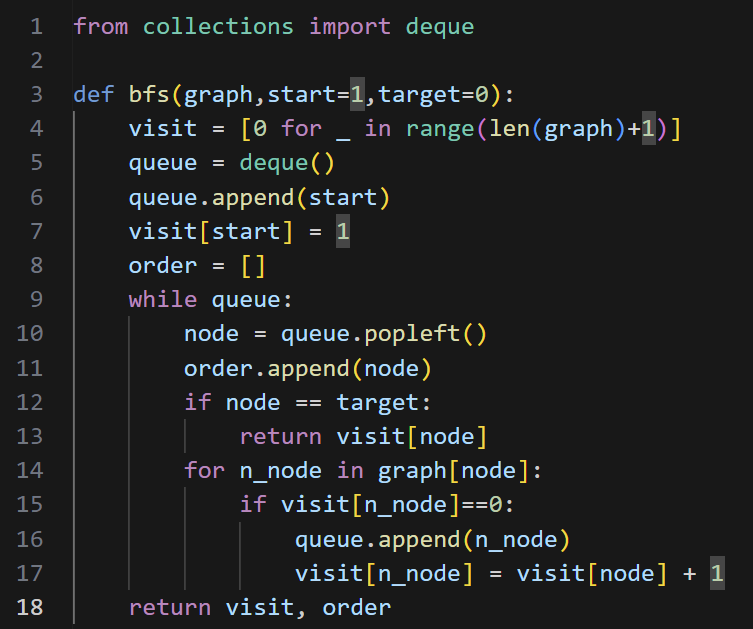 1 from collections import deque
2
3 def bfs(graph,start=1,target=0):
4     visit = [0 for _ in range(len(graph)+1)]
5     queue = deque()
6     queue.append(start)
7     visit[start] = 1
8     order = []
9     while queue:
10         node = queue.popleft()
11         order.append(node)
12         if node == target:
13             return visit[node]
14         for n_node in graph[node]:
15             if visit[n_node]==0:
16                 queue.append(n_node)
17                 visit[n_node] = visit[node] + 1
18     return visit, order